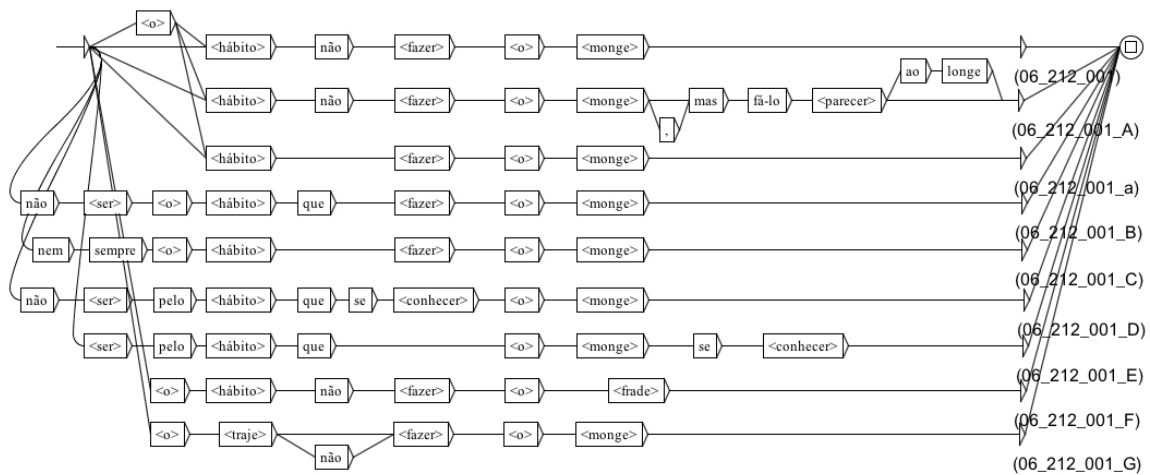 <o>
<hábito> não <fazer> <o> <monge>
(06_212_001)
ao longe
<hábito> não <fazer> <o> <monge> , mas fá-lo <parecer>
(06_212_001_A)
<hábito> <fazer> <o> <monge>
(06_212_001_a)
não <ser> <o> <hábito> que <fazer> <o> <monge>
(06_212_001_B)
nem sempre <o> <hábito> <fazer> <o> <monge>
(06_212_001_C)
não <ser> pelo <hábito> que se <conhecer> <o> <monge>
(06_212_001_D)
<ser> pelo <hábito> que <o> <monge> se <conhecer>
(06_212_001_E)
<o> <hábito> não <fazer> <o> <frade>
(06_212_001_F)
<o> <traje> <fazer> <o> <monge>
não
(06_212_001_G)